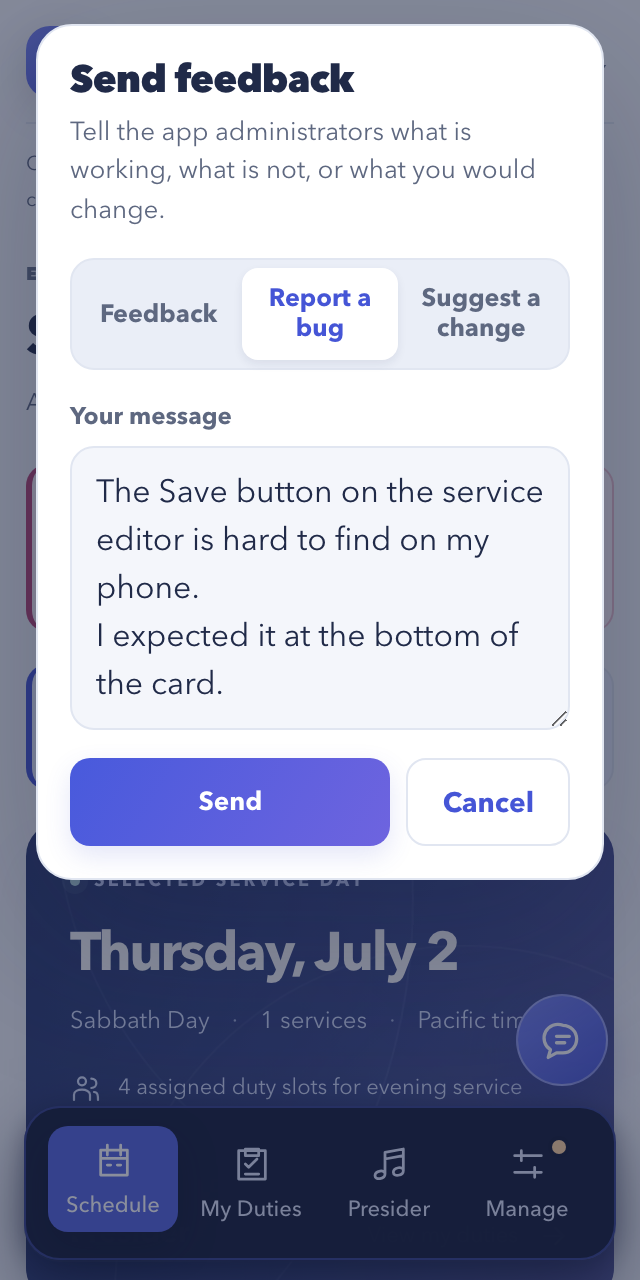 Send feedback
Tell the app administrators what is
working, what is not, or what you would
change.
Feedback
Report a
bug
Suggest a
change
Your message
The Save button on the service
editor is hard to find on my
phone.
I expected it at the bottom of
the card.
Send
Cancel
SELECTED SERVICE DAY
Thursday, July 2
Sabbath Day · 1 services · Pacific
4 assigned duty slots for evening service
Schedule
My Duties
Presider
Manage